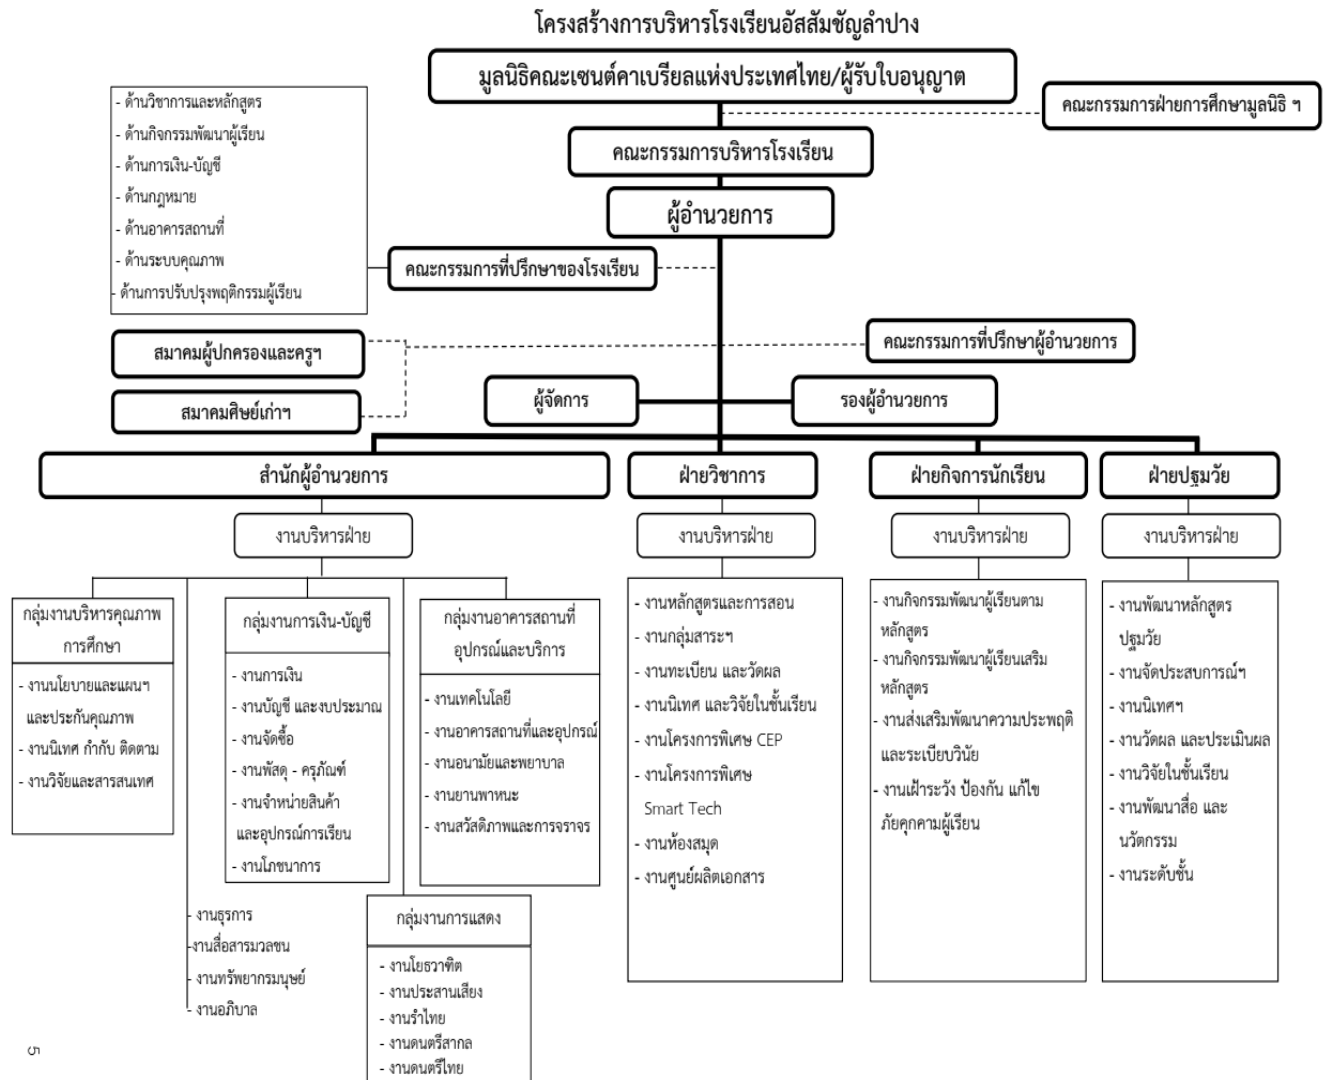 โครงสร้างการบริหารโรงเรียนอัสสัมชัญลำปาง
มูลนิธิคณะเซนต์คาเบรียลแห่งประเทศไทย/ผู้รับใบอนุญาต
คณะกรรมการฝ่ายการศึกษามูลนิธิ ฯ
คณะกรรมการบริหารโรงเรียน
ผู้อำนวยการ
- ด้านวิชาการและหลักสูตร
- ด้านกิจกรรมพัฒนาผู้เรียน
- ด้านการเงิน-บัญชี
- ด้านกฎหมาย
- ด้านอาคารสถานที่
- ด้านระบบคุณภาพ
- ด้านการปรับปรุงพฤติกรรมผู้เรียน
คณะกรรมการที่ปรึกษาของโรงเรียน
สมาคมผู้ปกครองและครูฯ
คณะกรรมการที่ปรึกษาผู้อำนวยการ
สมาคมศิษย์เก่าฯ
ผู้จัดการ
รองผู้อำนวยการ
สำนักผู้อำนวยการ
ฝ่ายวิชาการ
ฝ่ายกิจการนักเรียน
ฝ่ายปฐมวัย
งานบริหารฝ่าย
งานบริหารฝ่าย
งานบริหารฝ่าย
งานบริหารฝ่าย
กลุ่มงานบริหารคุณภาพ
การศึกษา
- งานนโยบายและแผนฯ
และประกันคุณภาพ
- งานนิเทศ กำกับ ติดตาม
- งานวิจัยและสารสนเทศ
กลุ่มงานการเงิน-บัญชี
- งานการเงิน
- งานบัญชี และงบประมาณ
- งานจัดซื้อ
- งานพัสดุ - ครุภัณฑ์
- งานจำหน่ายสินค้า
และอุปกรณ์การเรียน
- งานโภชนาการ
กลุ่มงานอาคารสถานที่
อุปกรณ์และบริการ
- งานเทคโนโลยี
- งานอาคารสถานที่และอุปกรณ์
- งานอนามัยและพยาบาล
- งานยานพาหนะ
- งานสวัสดิภาพและการจราจร
- งานหลักสูตรและการสอน
- งานกลุ่มสาระฯ
- งานทะเบียน และวัดผล
- งานนิเทศ และวิจัยในชั้นเรียน
- งานโครงการพิเศษ CEP
- งานโครงการพิเศษ
Smart Tech
- งานห้องสมุด
- งานศูนย์ผลิตเอกสาร
- งานกิจกรรมพัฒนาผู้เรียนตาม
หลักสูตร
- งานกิจกรรมพัฒนาผู้เรียนเสริม
หลักสูตร
- งานส่งเสริมพัฒนาความประพฤติ
และระเบียบวินัย
- งานเฝ้าระวัง ป้องกัน แก้ไข
ภัยคุกคามผู้เรียน
- งานพัฒนาหลักสูตร
ปฐมวัย
- งานจัดประสบการณ์ฯ
- งานนิเทศฯ
- งานวัดผล และประเมินผล
- งานวิจัยในชั้นเรียน
- งานพัฒนาสื่อ และ
นวัตกรรม
- งานระดับชั้น
- งานธุรการ
-งานสื่อสารมวลชน
- งานทรัพยากรมนุษย์
- งานอภิบาล
กลุ่มงานการแสดง
- งานโยธวาฑิต
- งานประสานเสียง
- งานรำไทย
- งานดนตรีสากล
- งานดนตรีไทย
5